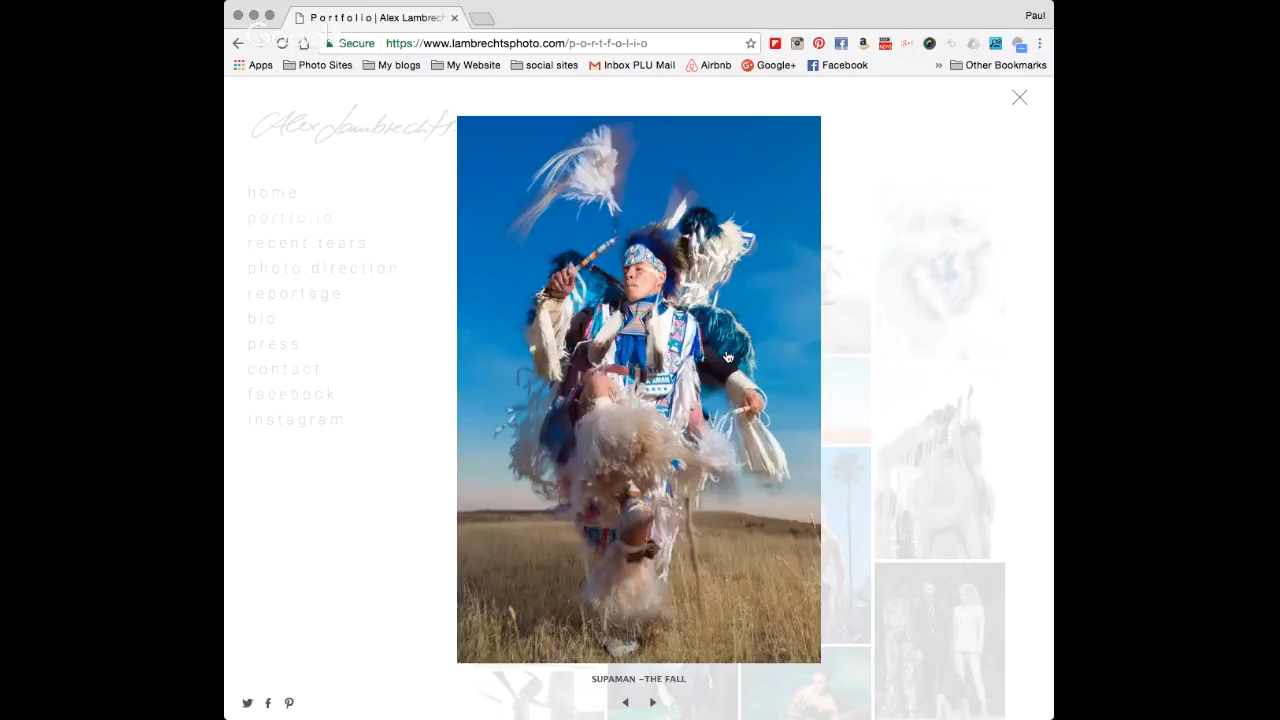 P o r t f o l i o | Alex Lambrech
Paul
Secure https://www.lambrechtsphoto.com/p-o-r-t-f-o-l-i-o
Apps Photo Sites My blogs My Website social sites Inbox PLU Mail Airbnb Google+ Facebook » Other Bookmarks
Alex Lambrechts.
home
portfolio
recent.tears
photo.direction
reportage
bio
press
contact
facebook
instagram
SUPAMAN -THE FALL